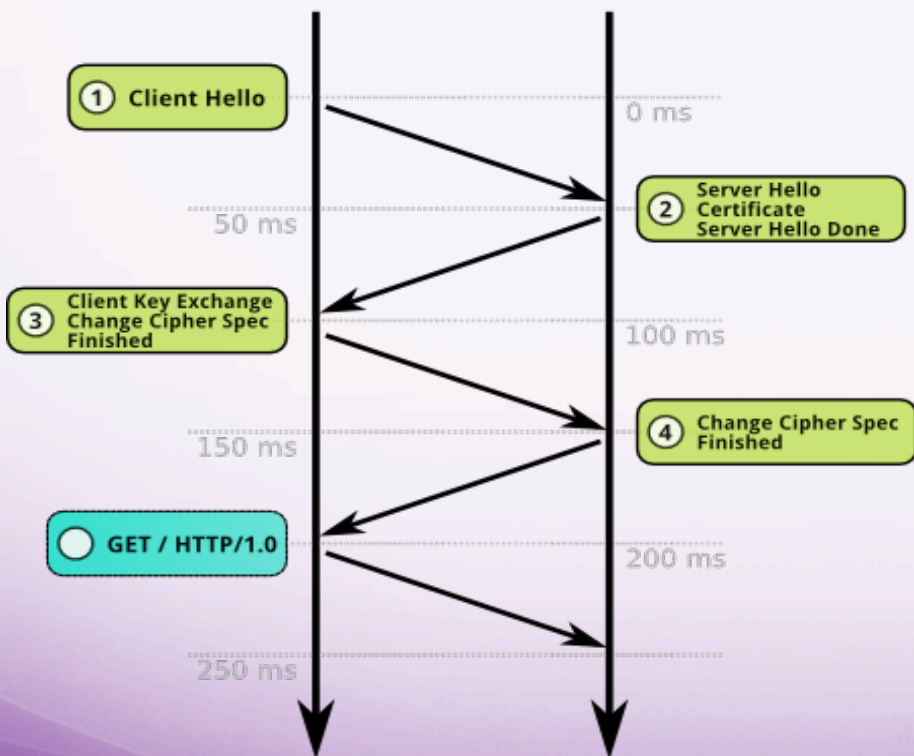 1 Client Hello
0 ms
50 ms
2 Server Hello
Certificate
Server Hello Done
3 Client Key Exchange
Change Cipher Spec
Finished
100 ms
150 ms
4 Change Cipher Spec
Finished
GET / HTTP/1.0
200 ms
250 ms